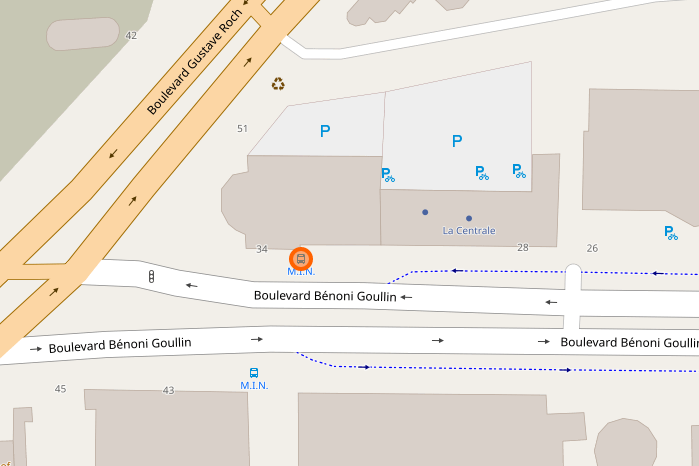 42
Boulevard Gustave Roch
51
P
P
La Centrale
34
28
26
M.I.N.
Boulevard Bénoni Goullin
Boulevard Bénoni Goullin
Boulevard Bénoni Goullin
M.I.N.
45
43